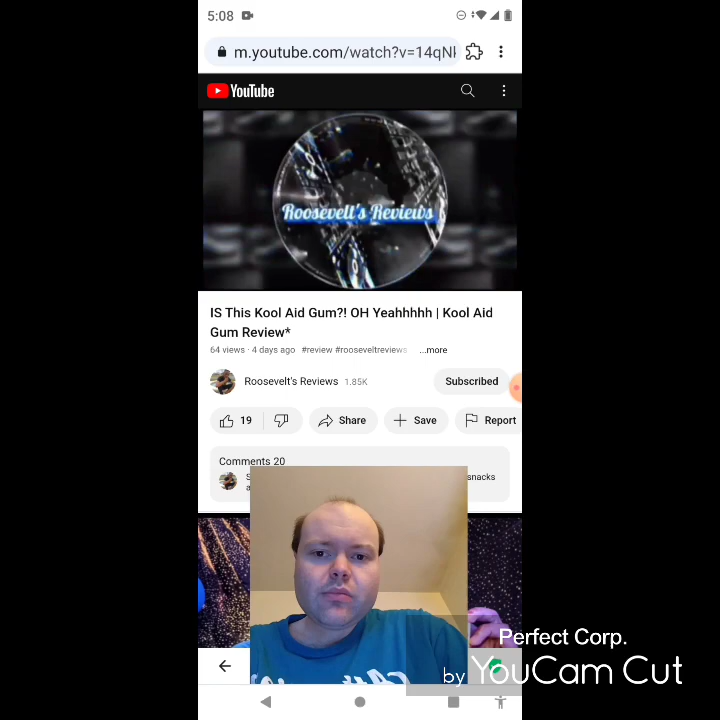 5:08
m.youtube.com/watch?v=14qN
YouTube
Roosevelt's Reviews
IS This Kool Aid Gum?! OH Yeahhhhh | Kool Aid
Gum Review*
64 views · 4 days ago #review #rooseveltreviews ...more
Roosevelt's Reviews 1.85K Subscribed
19 Share Save Report
Comments 20
S snacks
a
Perfect Corp.
by YouCam Cut